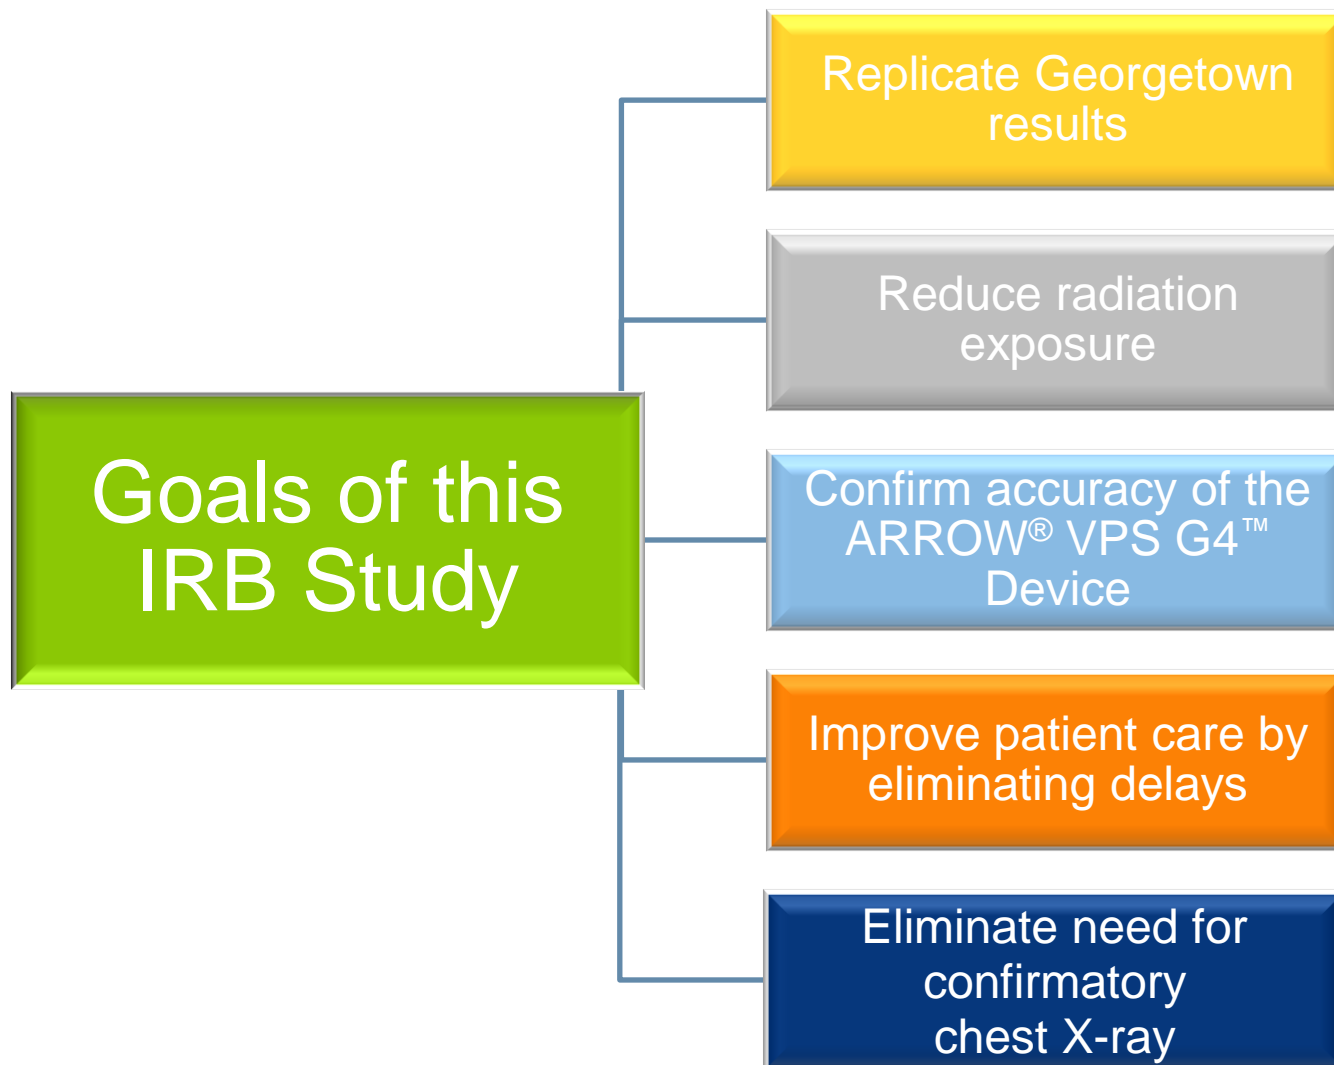 Goals of this
IRB Study
Replicate Georgetown
results
Reduce radiation
exposure
Confirm accuracy of the
ARROW® VPS G4™
Device
Improve patient care by
eliminating delays
Eliminate need for
confirmatory
chest X-ray